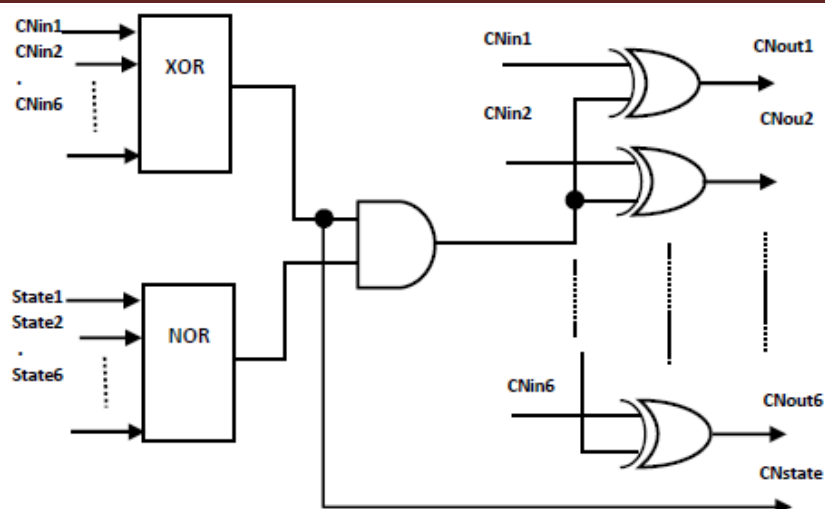 CNin1
CNin2
.
CNin6
XOR
State1
State2
.
State6
NOR
CNin1
CNout1
CNin2
CNou2
CNin6
CNout6
CNstate